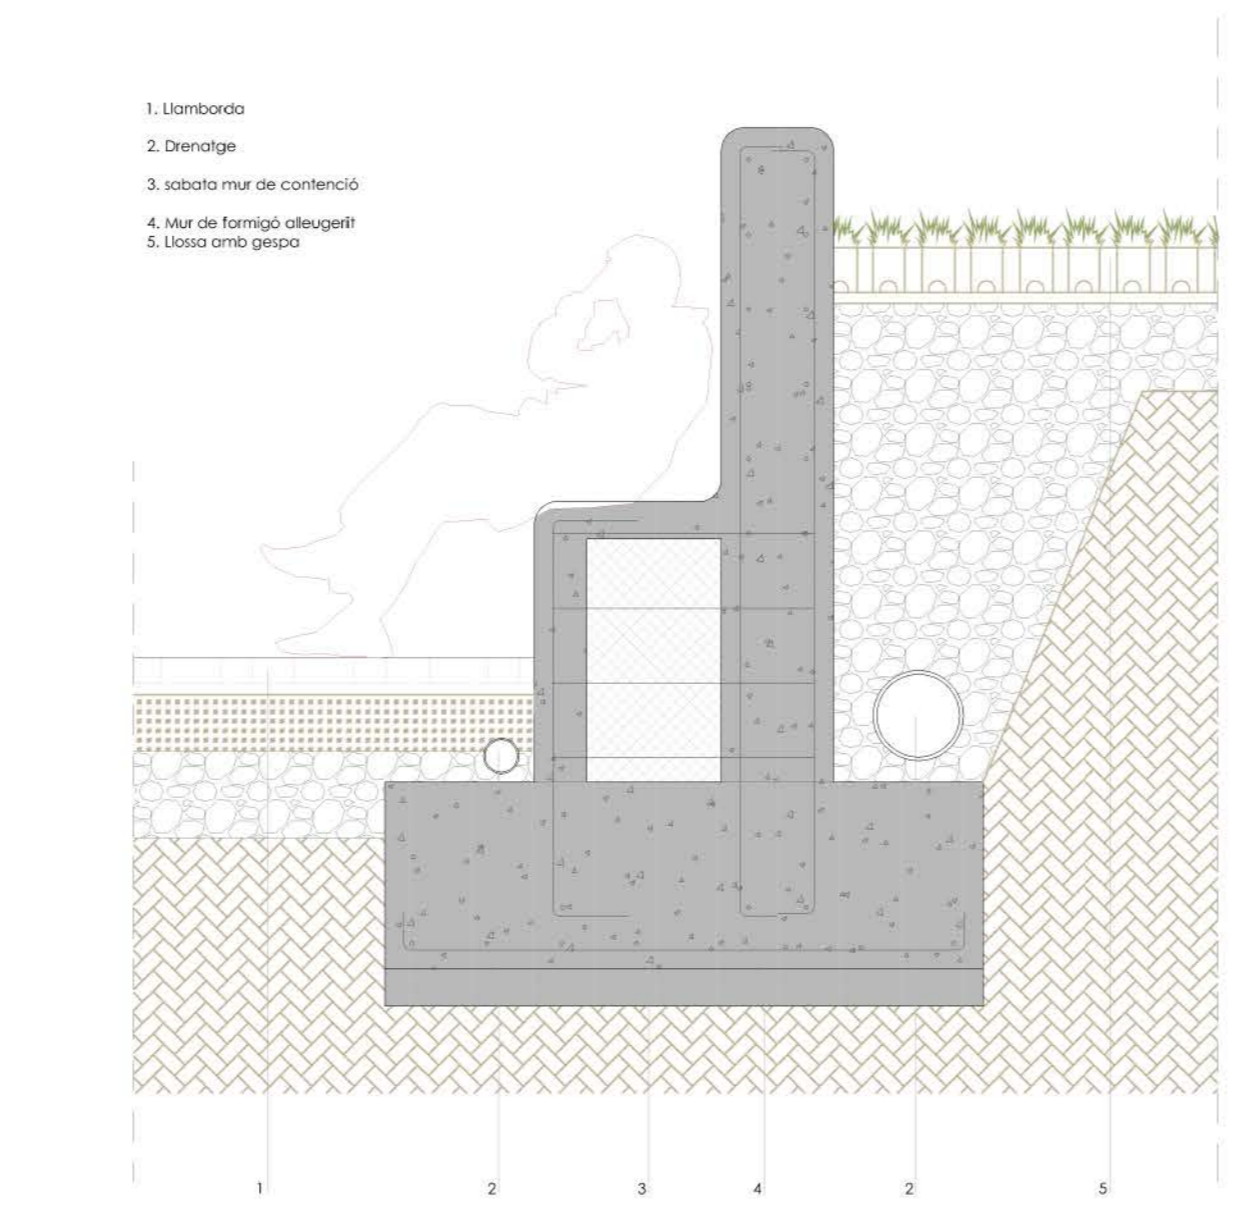 1. Llamborda
2. Drenatge
3. sabata mur de contenció
4. Mur de formigó alleugerit
5. Llossa amb gespa
1 2 3 4 2 5